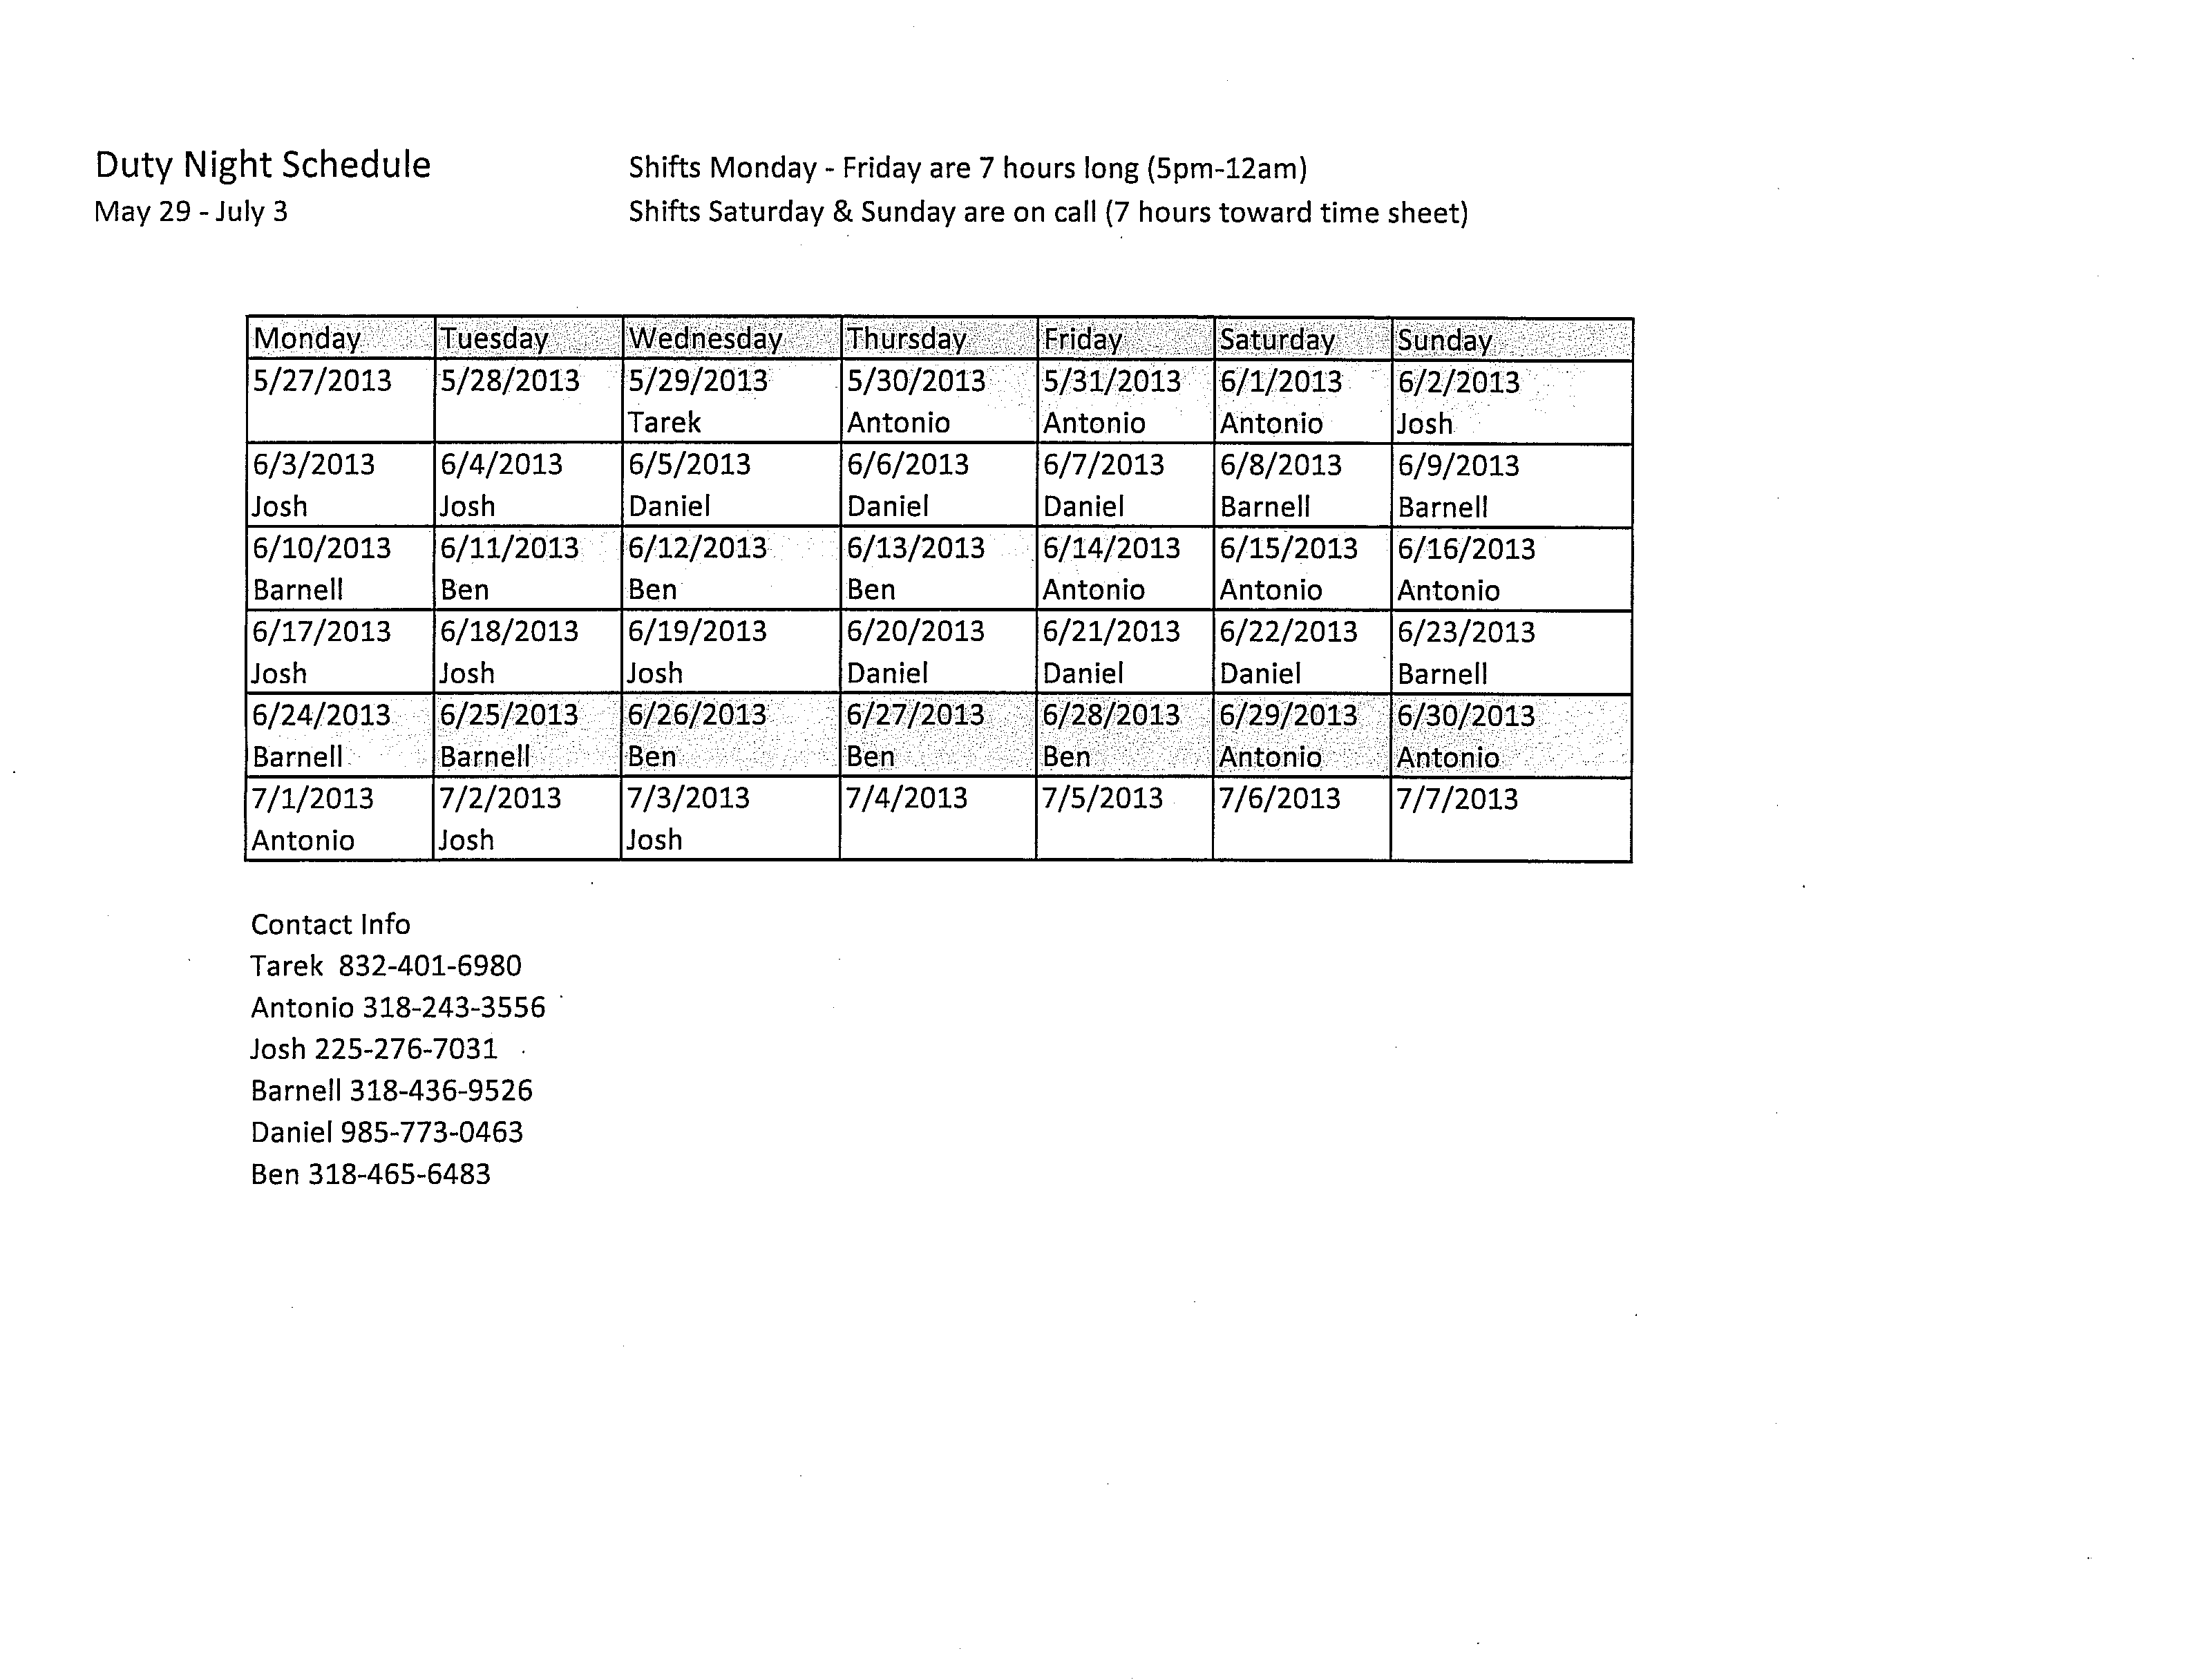 Duty Night Schedule
Shifts Monday - Friday are 7 hours long (5pm-12am)
May 29 - July 3
Shifts Saturday & Sunday are on call (7 hours toward time sheet)
Monday Tuesday Wednesday Thursday Friday Saturday Sunday
5/27/2013 5/28/2013 5/29/2013 5/30/2013 5/31/2013 6/1/2013 6/2/2013
Tarek Antonio Antonio Antonio Josh
6/3/2013 6/4/2013 6/5/2013 6/6/2013 6/7/2013 6/8/2013 6/9/2013
Josh Josh Daniel Daniel Daniel Barnell Barnell
6/10/2013 6/11/2013 6/12/2013 6/13/2013 6/14/2013 6/15/2013 6/16/2013
Barnell Ben Ben Ben Antonio Antonio Antonio
6/17/2013 6/18/2013 6/19/2013 6/20/2013 6/21/2013 6/22/2013 6/23/2013
Josh Josh Josh Daniel Daniel Daniel Barnell
6/24/2013 6/25/2013 6/26/2013 6/27/2013 6/28/2013 6/29/2013 6/30/2013
Barnell Barnell Ben Ben Ben Antonio Antonio
7/1/2013 7/2/2013 7/3/2013 7/4/2013 7/5/2013 7/6/2013 7/7/2013
Antonio Josh Josh
Contact Info
Tarek 832-401-6980
Antonio 318-243-3556
Josh 225-276-7031
Barnell 318-436-9526
Daniel 985-773-0463
Ben 318-465-6483